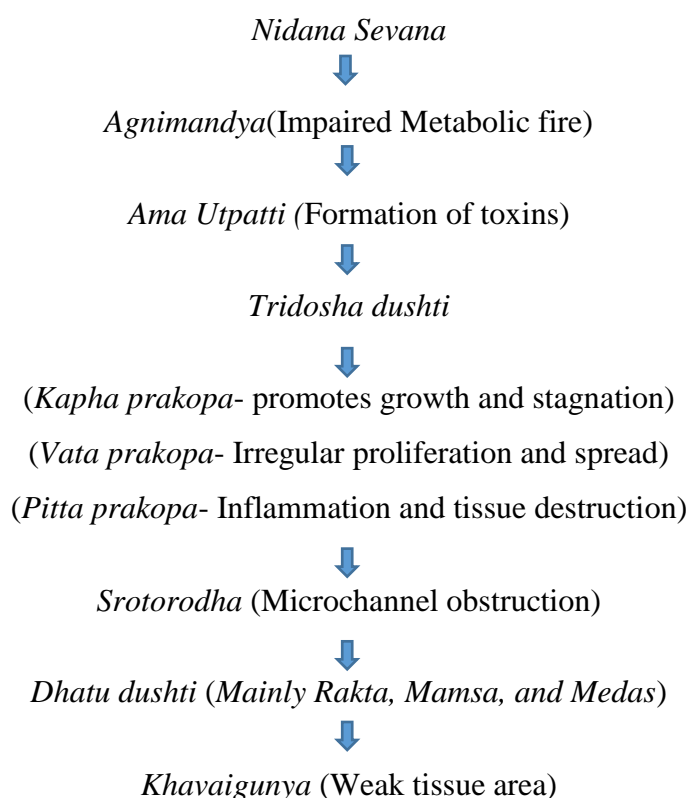 Nidana Sevana
Agnimandya(Impaired Metabolic fire)
Ama Utpatti (Formation of toxins)
Tridosha dushti
(Kapha prakopa- promotes growth and stagnation)
(Vata prakopa- Irregular proliferation and spread)
(Pitta prakopa- Inflammation and tissue destruction)
Srotorodha (Microchannel obstruction)
Dhatu dushti (Mainly Rakta, Mamsa, and Medas)
Khavaigunya (Weak tissue area)